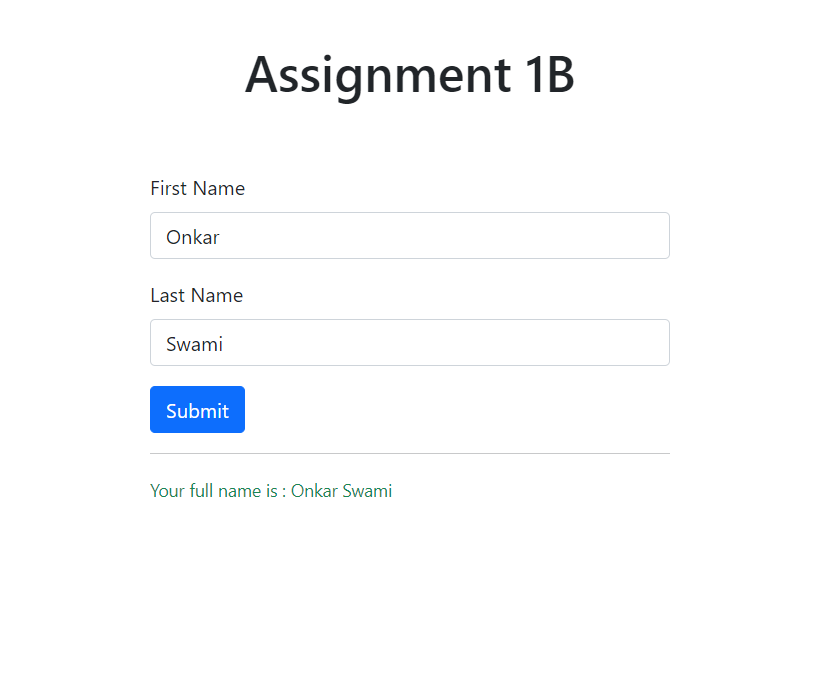 Assignment 1B
First Name
Onkar
Last Name
Swami
Submit
Your full name is : Onkar Swami